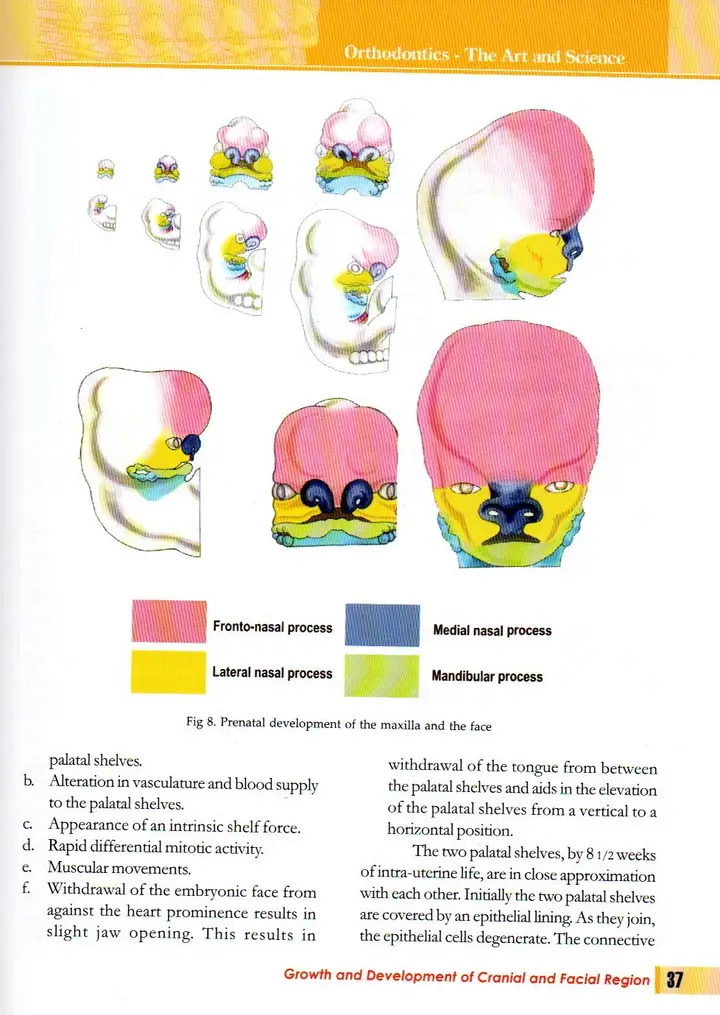 Orthodontics - The Art and Science
Fronto-nasal process
Medial nasal process
Lateral nasal process
Mandibular process
Fig 8. Prenatal development of the maxilla and the face
palatal shelves.
b. Alteration in vasculature and blood supply
to the palatal shelves.
c. Appearance of an intrinsic shelf force.
d. Rapid differential mitotic activity.
e. Muscular movements.
f. Withdrawal of the embryonic face from
against the heart prominence results in
slight jaw opening. This results in
withdrawal of the tongue from between
the palatal shelves and aids in the elevation
of the palatal shelves from a vertical to a
horizontal position.
The two palatal shelves, by 8 1/2 weeks
of intra-uterine life, are in close approximation
with each other. Initially the two palatal shelves
are covered by an epithelial lining. As they join,
the epithelial cells degenerate. The connective
Growth and Development of Cranial and Facial Region 37